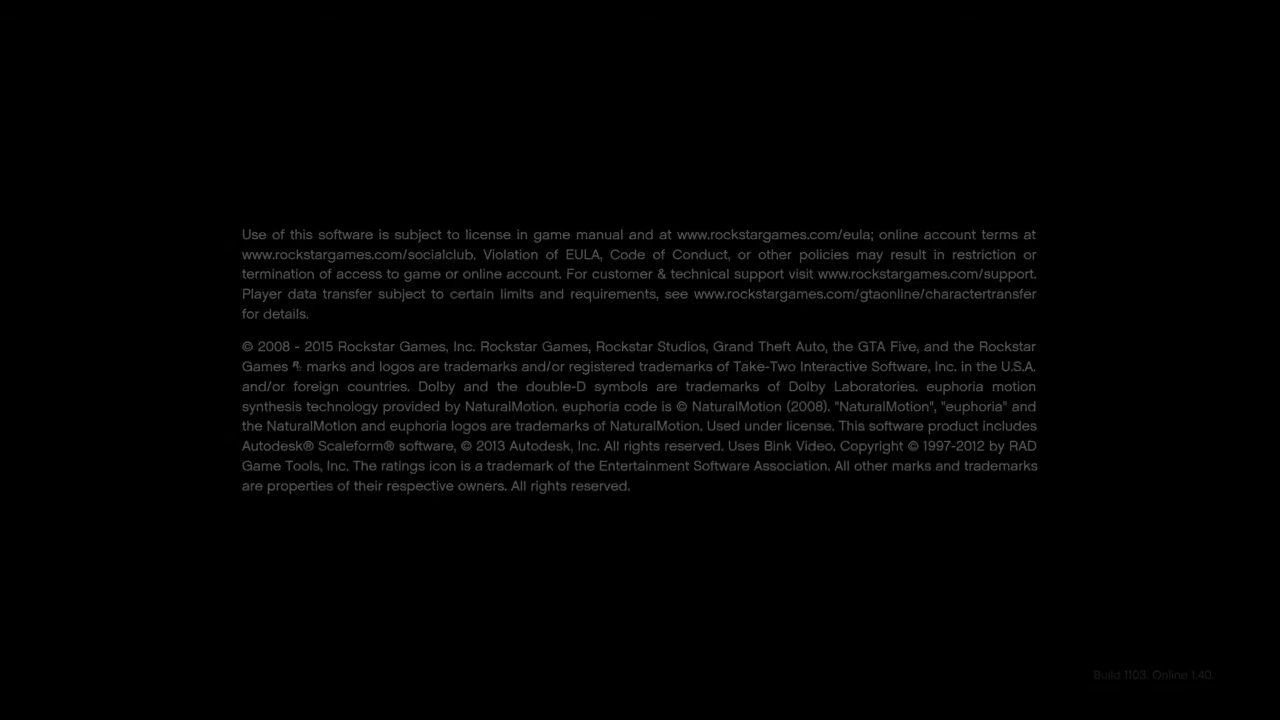 Use of this software is subject to license in game manual and at www.rockstargames.com/eula; online account terms at
www.rockstargames.com/socialclub. Violation of EULA, Code of Conduct, or other policies may result in restriction or
termination of access to game or online account. For customer & technical support visit www.rockstargames.com/support.
Player data transfer subject to certain limits and requirements, see www.rockstargames.com/gtaonline/charactertransfer
for details.
© 2008 - 2015 Rockstar Games, Inc. Rockstar Games, Rockstar Studios, Grand Theft Auto, the GTA Five, and the Rockstar
Games R* marks and logos are trademarks and/or registered trademarks of Take-Two Interactive Software, Inc. in the U.S.A.
and/or foreign countries. Dolby and the double-D symbols are trademarks of Dolby Laboratories. euphoria motion
synthesis technology provided by NaturalMotion. euphoria code is © NaturalMotion (2008). "NaturalMotion", "euphoria" and
the NaturalMotion and euphoria logos are trademarks of NaturalMotion. Used under license. This software product includes
Autodesk® Scaleform® software, © 2013 Autodesk, Inc. All rights reserved. Uses Bink Video. Copyright © 1997-2012 by RAD
Game Tools, Inc. The ratings icon is a trademark of the Entertainment Software Association. All other marks and trademarks
are properties of their respective owners. All rights reserved.
Build 1103. Online 1.40.